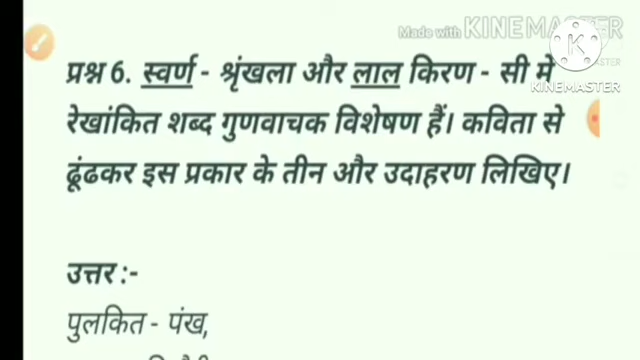 Made with KINEMASTER
KINEMASTER
प्रश्न 6. स्वर्ण - श्रृंखला और लाल किरण - सी में
रेखांकित शब्द गुणवाचक विशेषण हैं। कविता से
ढूंढकर इस प्रकार के तीन और उदाहरण लिखिए।
उत्तर :-
पुलकित - पंख,